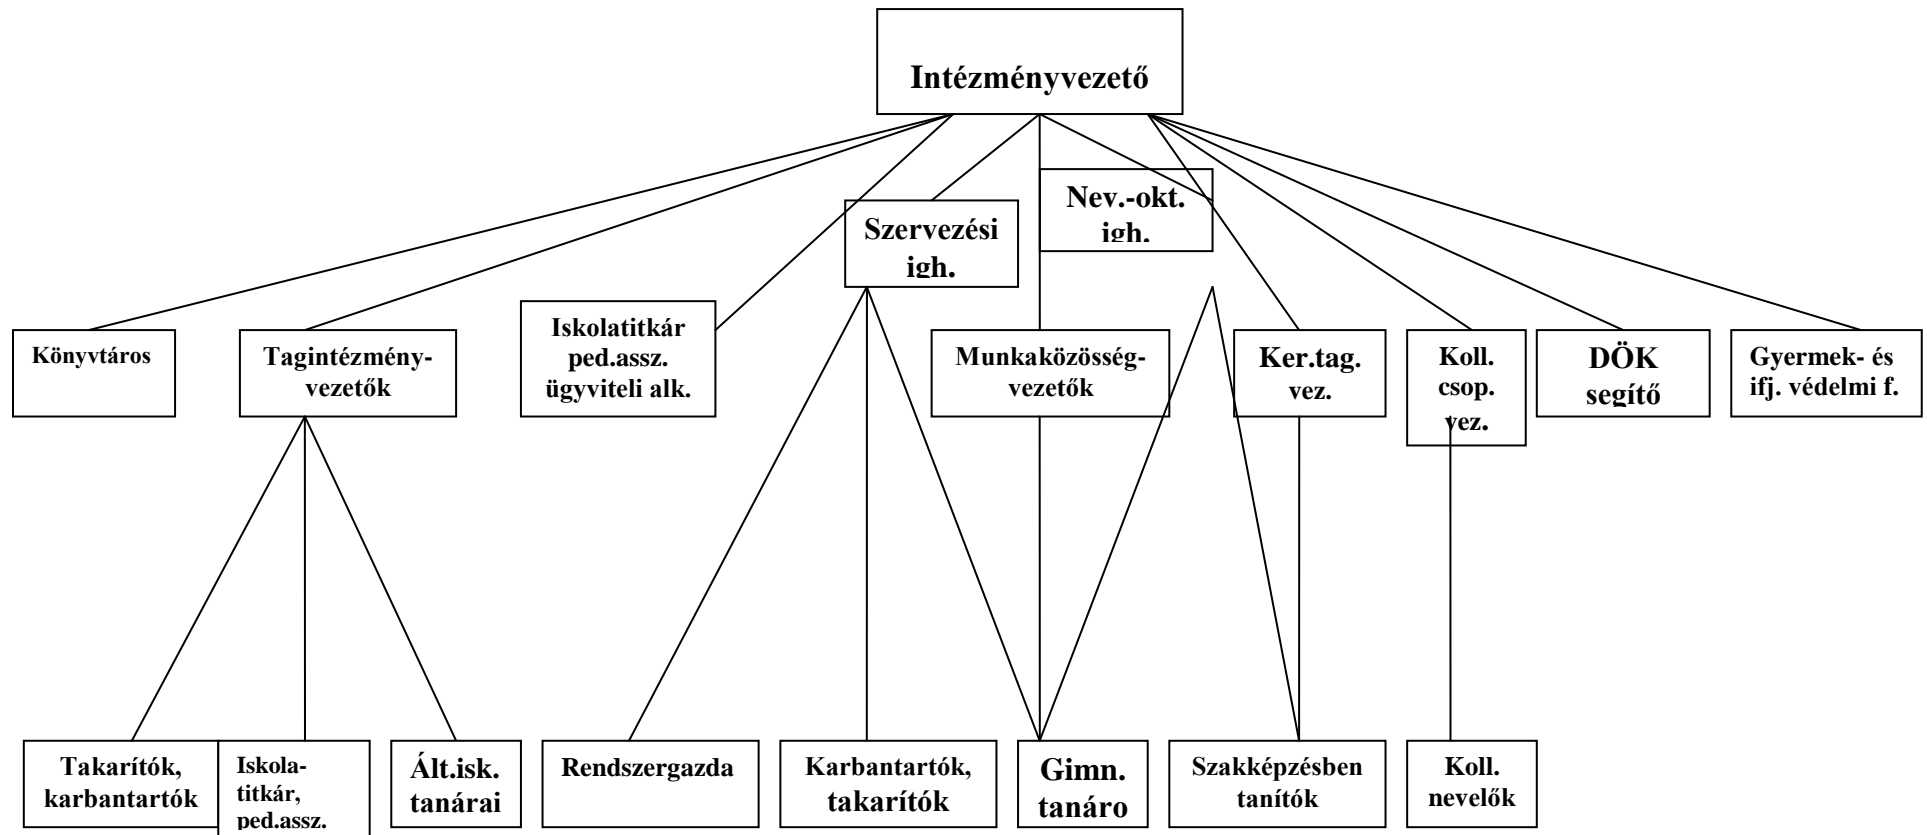 Intézményvezető
Nev.-okt.
igh.
Szervezési
igh.
Könyvtáros
Tagintézmény-
vezetők
Iskolatitkár
ped.assz.
ügyviteli alk.
Munkaközösség-
vezetők
Ker.tag.
vez.
Koll.
csop.
vez.
DÖK
segítő
Gyermek- és
ifj. védelmi f.
Takarítók,
karbantartók
Iskola-
titkár,
ped.assz.
Ált.isk.
tanárai
Rendszergazda
Karbantartók,
takarítók
Gimn.
tanáro
Szakképzésben
tanítók
Koll.
nevelők